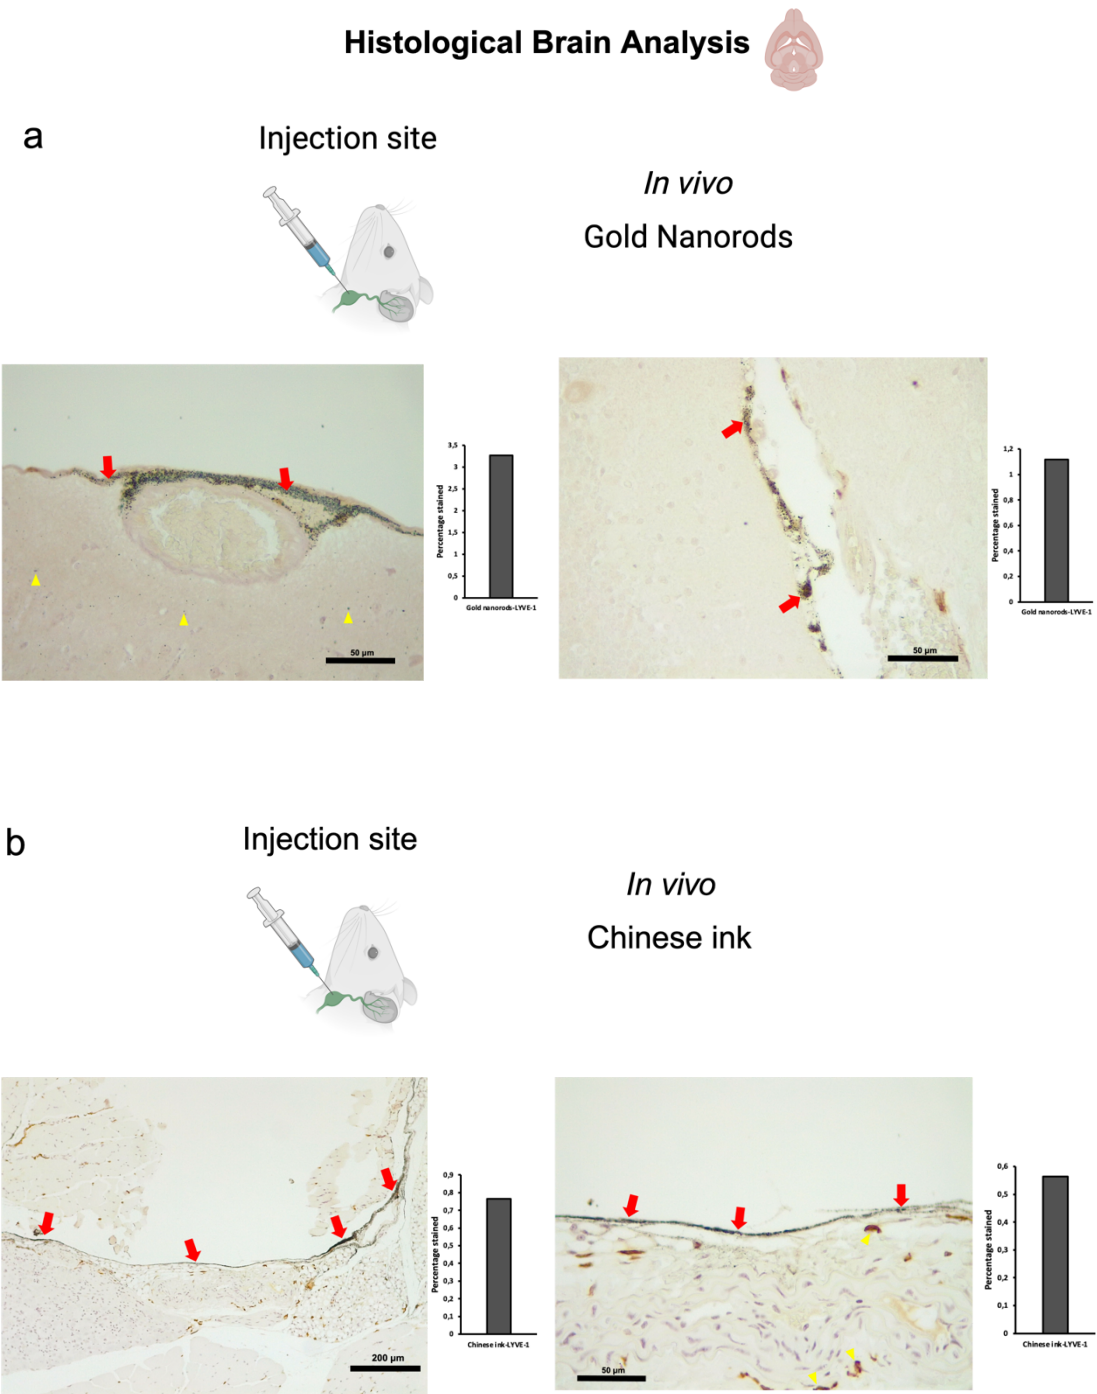 Histological Brain Analysis
a
Injection site
In vivo
Gold Nanorods
Percentage stained
3,5
3
2,5
2
1,5
1
0,5
0
Gold nanorods-LYVE-1
50 µm
Percentage stained
1,2
1
0,8
0,6
0,4
0,2
0
Gold nanorods-LYVE-1
50 µm
b
Injection site
In vivo
Chinese ink
Percentage stained
0,9
0,8
0,7
0,6
0,5
0,4
0,3
0,2
0,1
0
Chinese ink-LYVE-1
200 µm
Percentage stained
0,6
0,5
0,4
0,3
0,2
0,1
0
Chinese ink-LYVE-1
50 µm